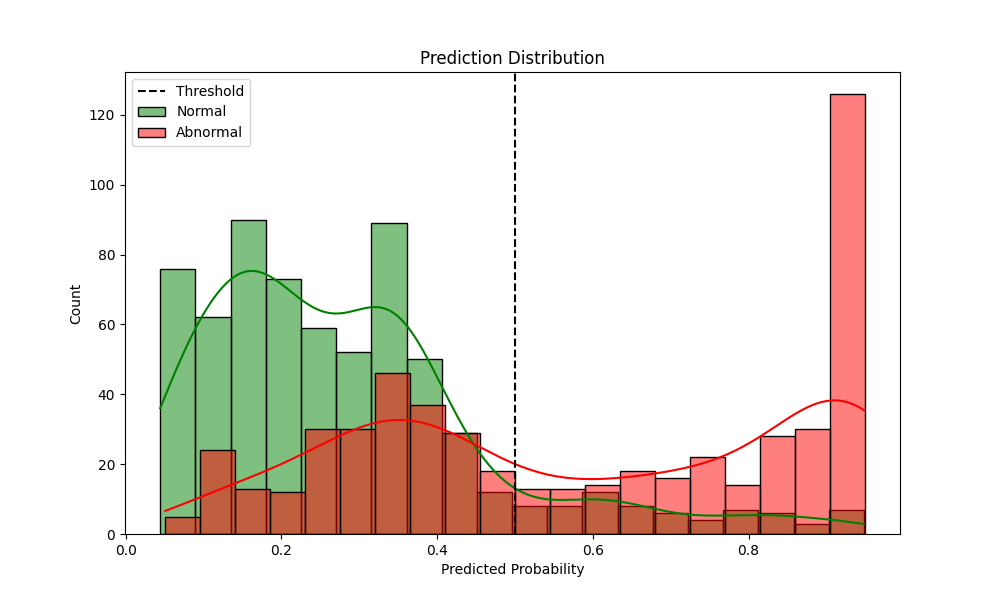 Prediction Distribution
Threshold
Normal
Abnormal
Count
120
100
80
60
40
20
0
0.0 0.2 0.4 0.6 0.8
Predicted Probability